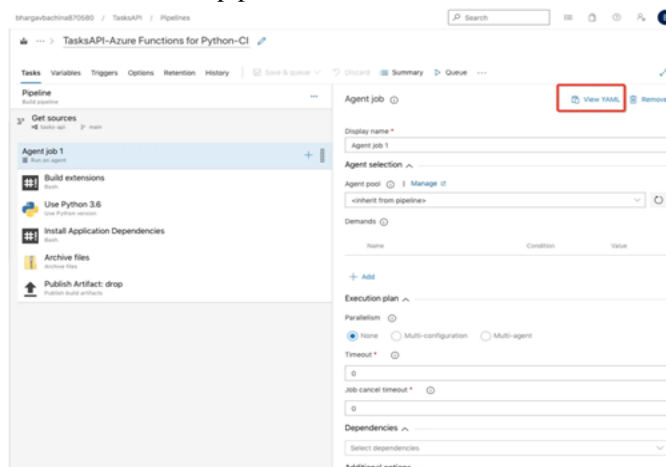 bhargavbachina870580 / TasksAPI / Pipelines
Search
··· > TasksAPI-Azure Functions for Python-CI
Tasks Variables Triggers Options Retention History Save & queue Discard Summary Queue ···
Pipeline
Build pipeline
···
Get sources
tasks-api main
Agent job 1
Run on agent
+
Build extensions
Bash
Use Python 3.6
Use Python version
Install Application Dependencies
Bash
Archive files
Archive files
Publish Artifact: drop
Publish build artifacts
Agent job
View YAML
Remove
Display name *
Agent job 1
Agent selection
Agent pool | Manage
<inherit from pipeline>
Demands
Name Condition Value
+ Add
Execution plan
Parallelism
None Multi-configuration Multi-agent
Timeout *
0
Job cancel timeout *
0
Dependencies
Select dependencies
Additional options